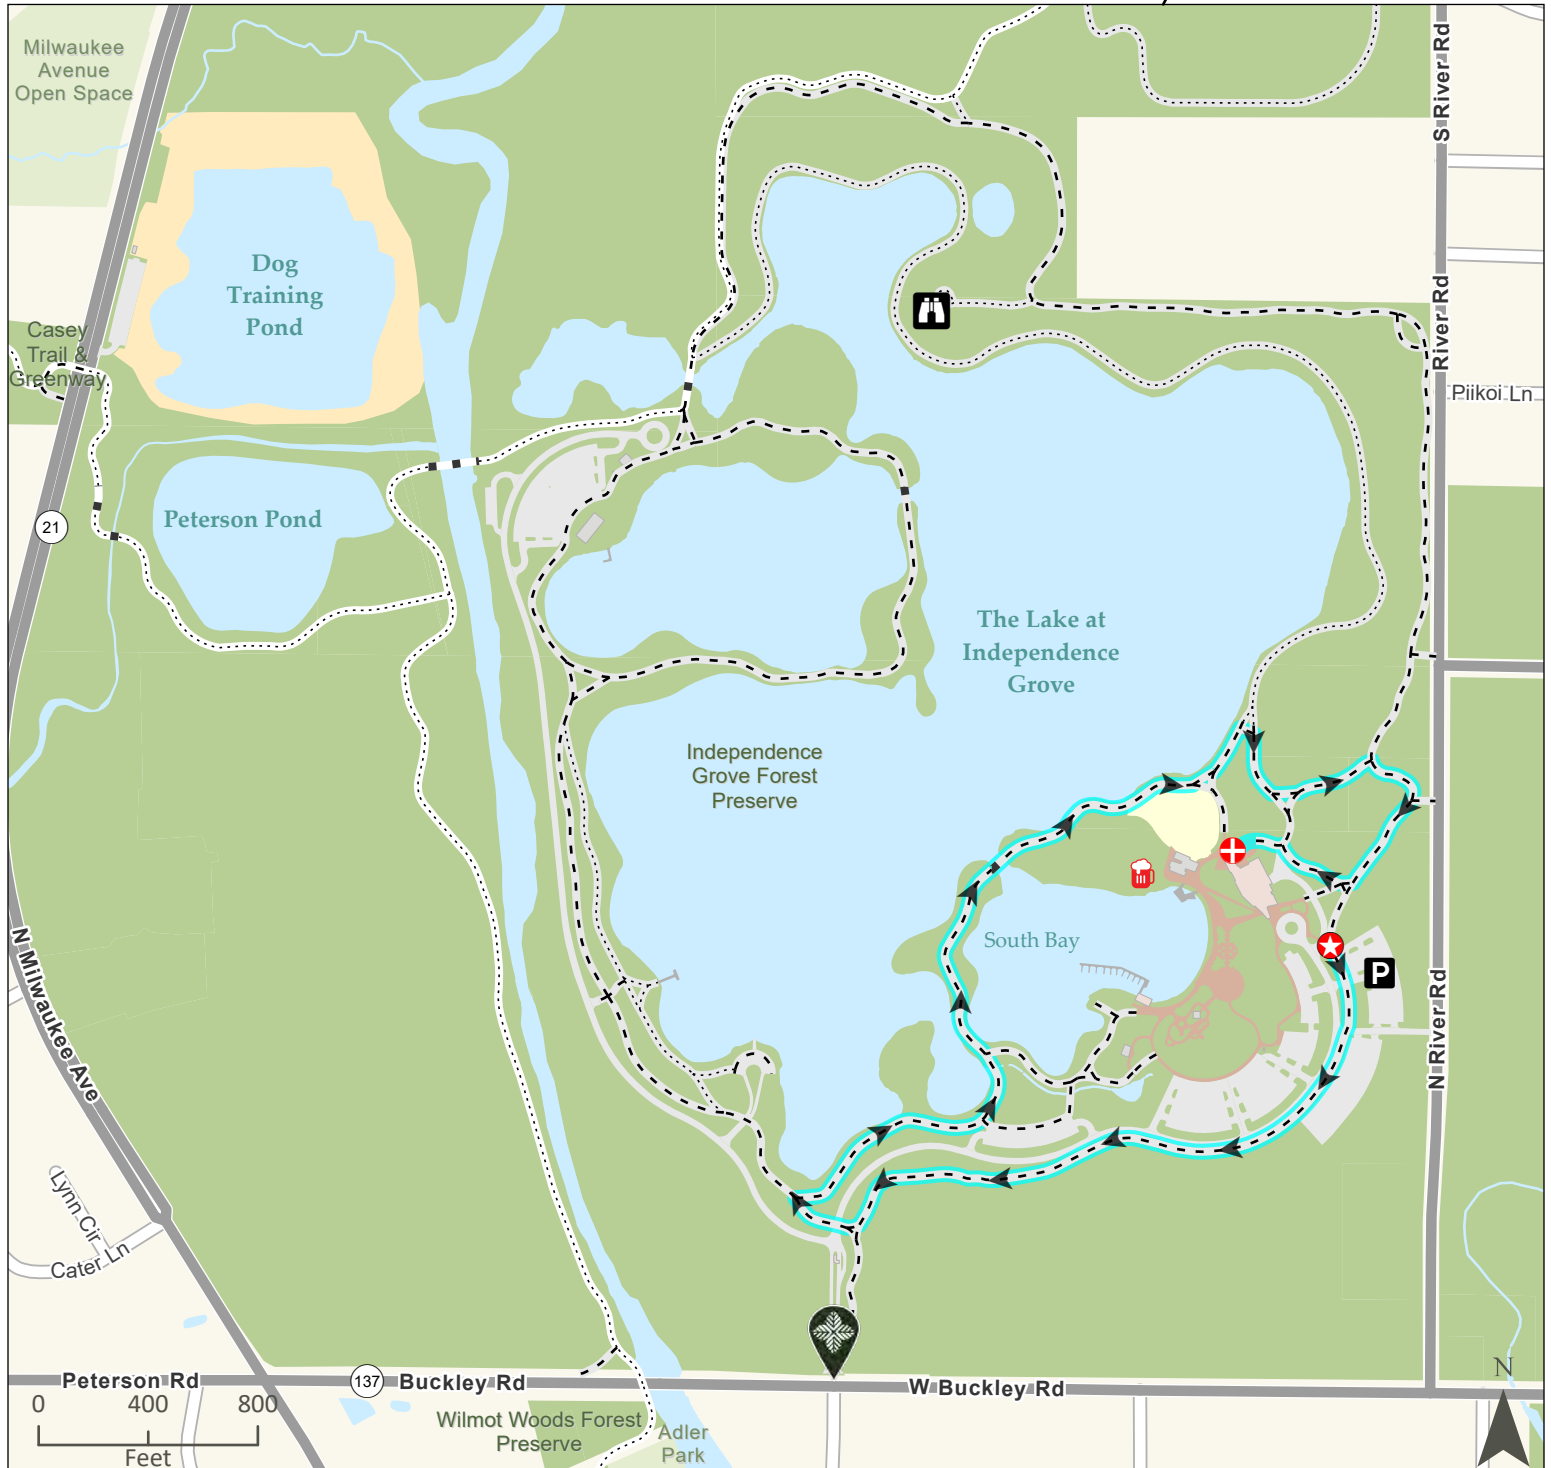 Milwaukee
Avenue
Open Space
S River Rd
Dog
Training
Pond
Casey
Trail &
Greenway
River Rd
Piikoi Ln
21
Peterson Pond
The Lake at
Independence
Grove
Independence
Grove Forest
Preserve
South Bay
P
N Milwaukee Ave
N River Rd
Lynn Cir
Cater Ln
Peterson Rd
137
Buckley Rd
W Buckley Rd
N
0 400 800
Feet
Wilmot Woods Forest
Preserve
Adler
Park